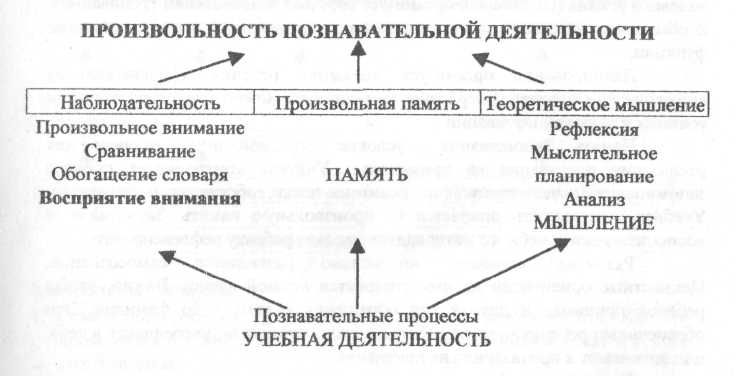 ПРОИЗВОЛЬНОСТЬ ПОЗНАВАТЕЛЬНОЙ ДЕЯТЕЛЬНОСТИ
Наблюдательность Произвольная память Теоретическое мышление
Произвольное внимание Рефлексия
Сравнивание Мыслительное
Обогащение словаря ПАМЯТЬ планирование
Восприятие внимания Анализ
МЫШЛЕНИЕ
Познавательные процессы
УЧЕБНАЯ ДЕЯТЕЛЬНОСТЬ